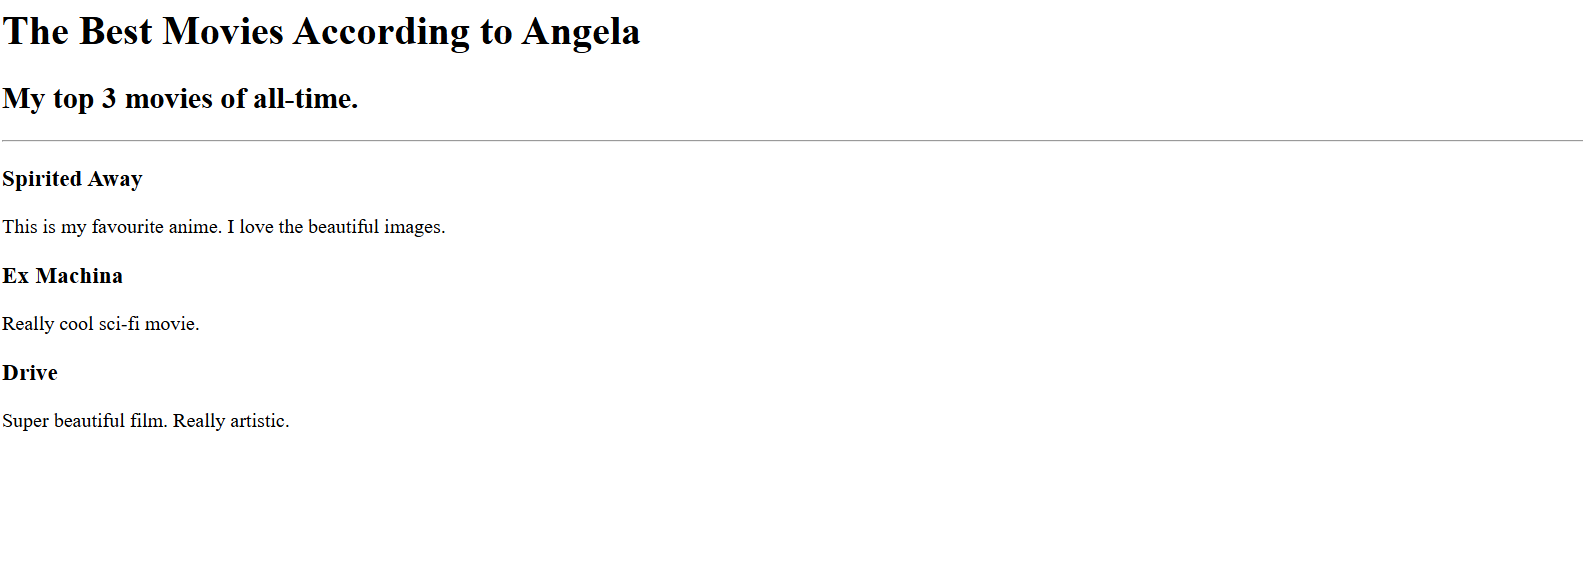 The Best Movies According to Angela
My top 3 movies of all-time.
Spirited Away
This is my favourite anime. I love the beautiful images.
Ex Machina
Really cool sci-fi movie.
Drive
Super beautiful film. Really artistic.